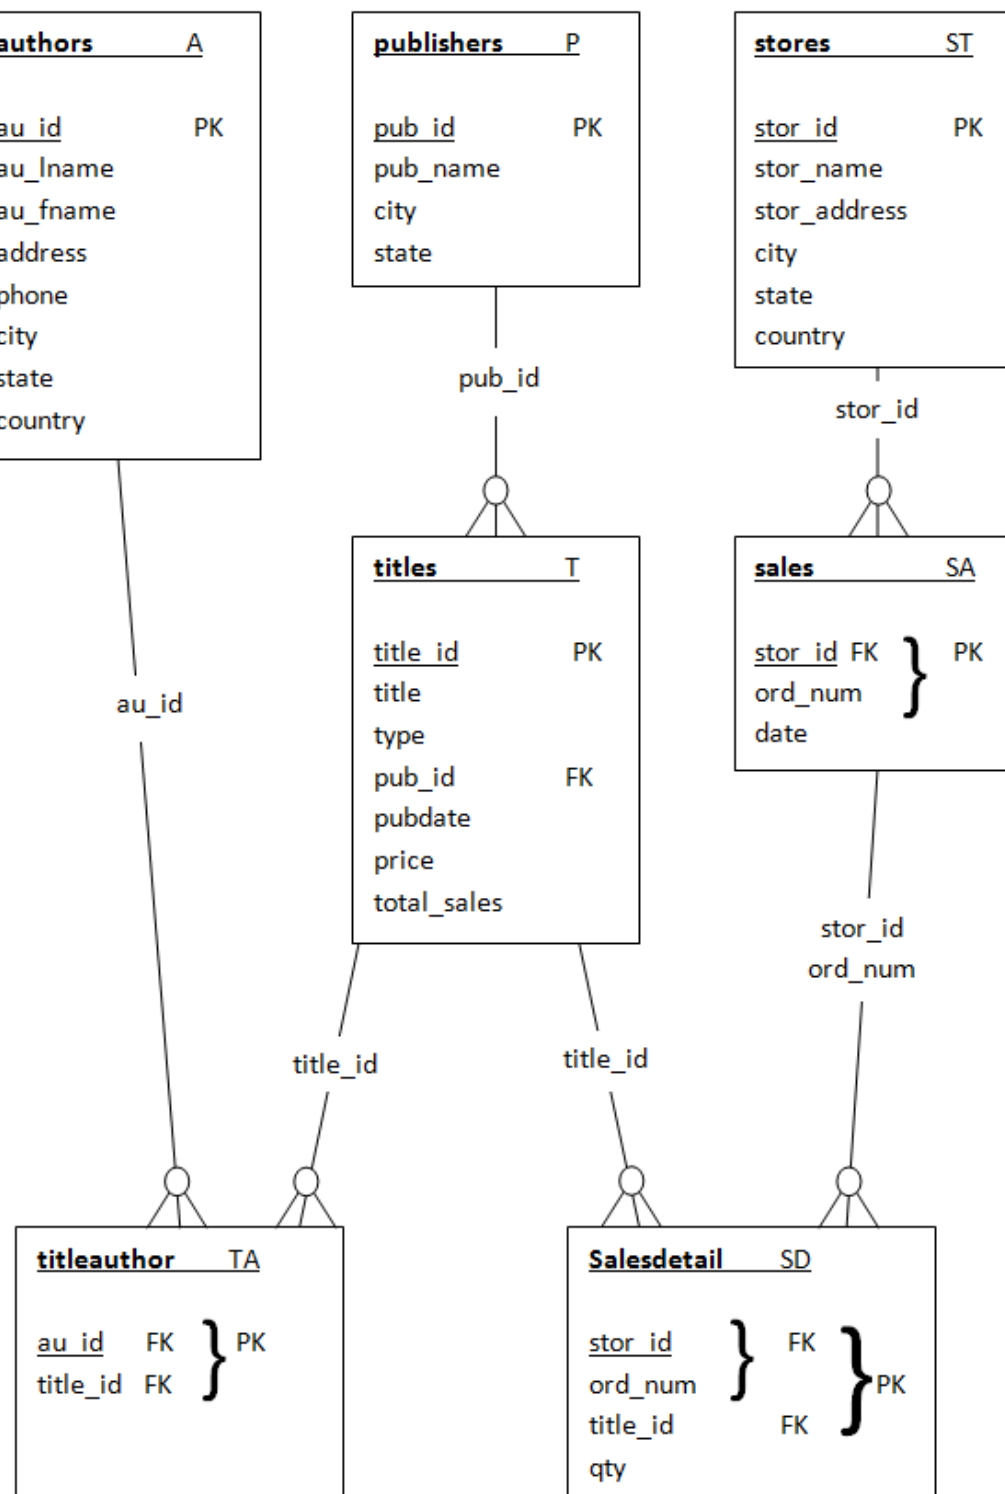 authors A
au_id PK
au_lname
au_fname
address
phone
city
state
country
publishers P
pub_id PK
pub_name
city
state
stores ST
stor_id PK
stor_name
stor_address
city
state
country
pub_id
stor_id
au_id
titles T
title_id PK
title
type
pub_id FK
pubdate
price
total_sales
sales SA
stor_id FK } PK
ord_num
date
title_id
title_id
stor_id
ord_num
titleauthor TA
au_id FK } PK
title_id FK
Salesdetail SD
stor_id } FK
ord_num } PK
title_id FK
qty